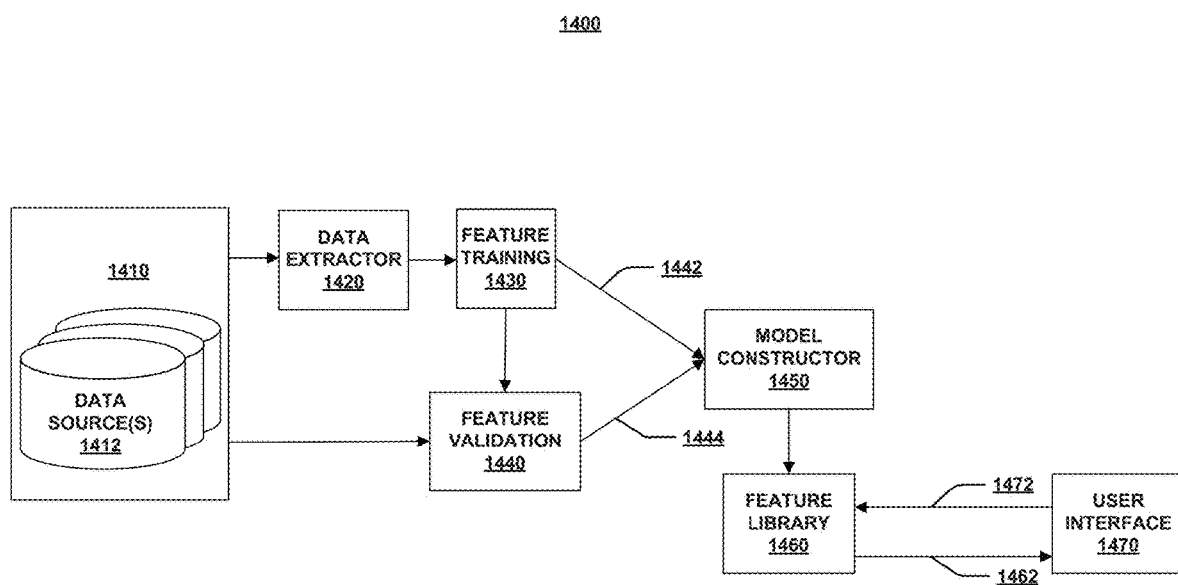 1400
1410
DATA
SOURCE(S)
1412
DATA
EXTRACTOR
1420
FEATURE
TRAINING
1430
1442
FEATURE
VALIDATION
1440
1444
MODEL
CONSTRUCTOR
1450
FEATURE
LIBRARY
1460
1472
1462
USER
INTERFACE
1470